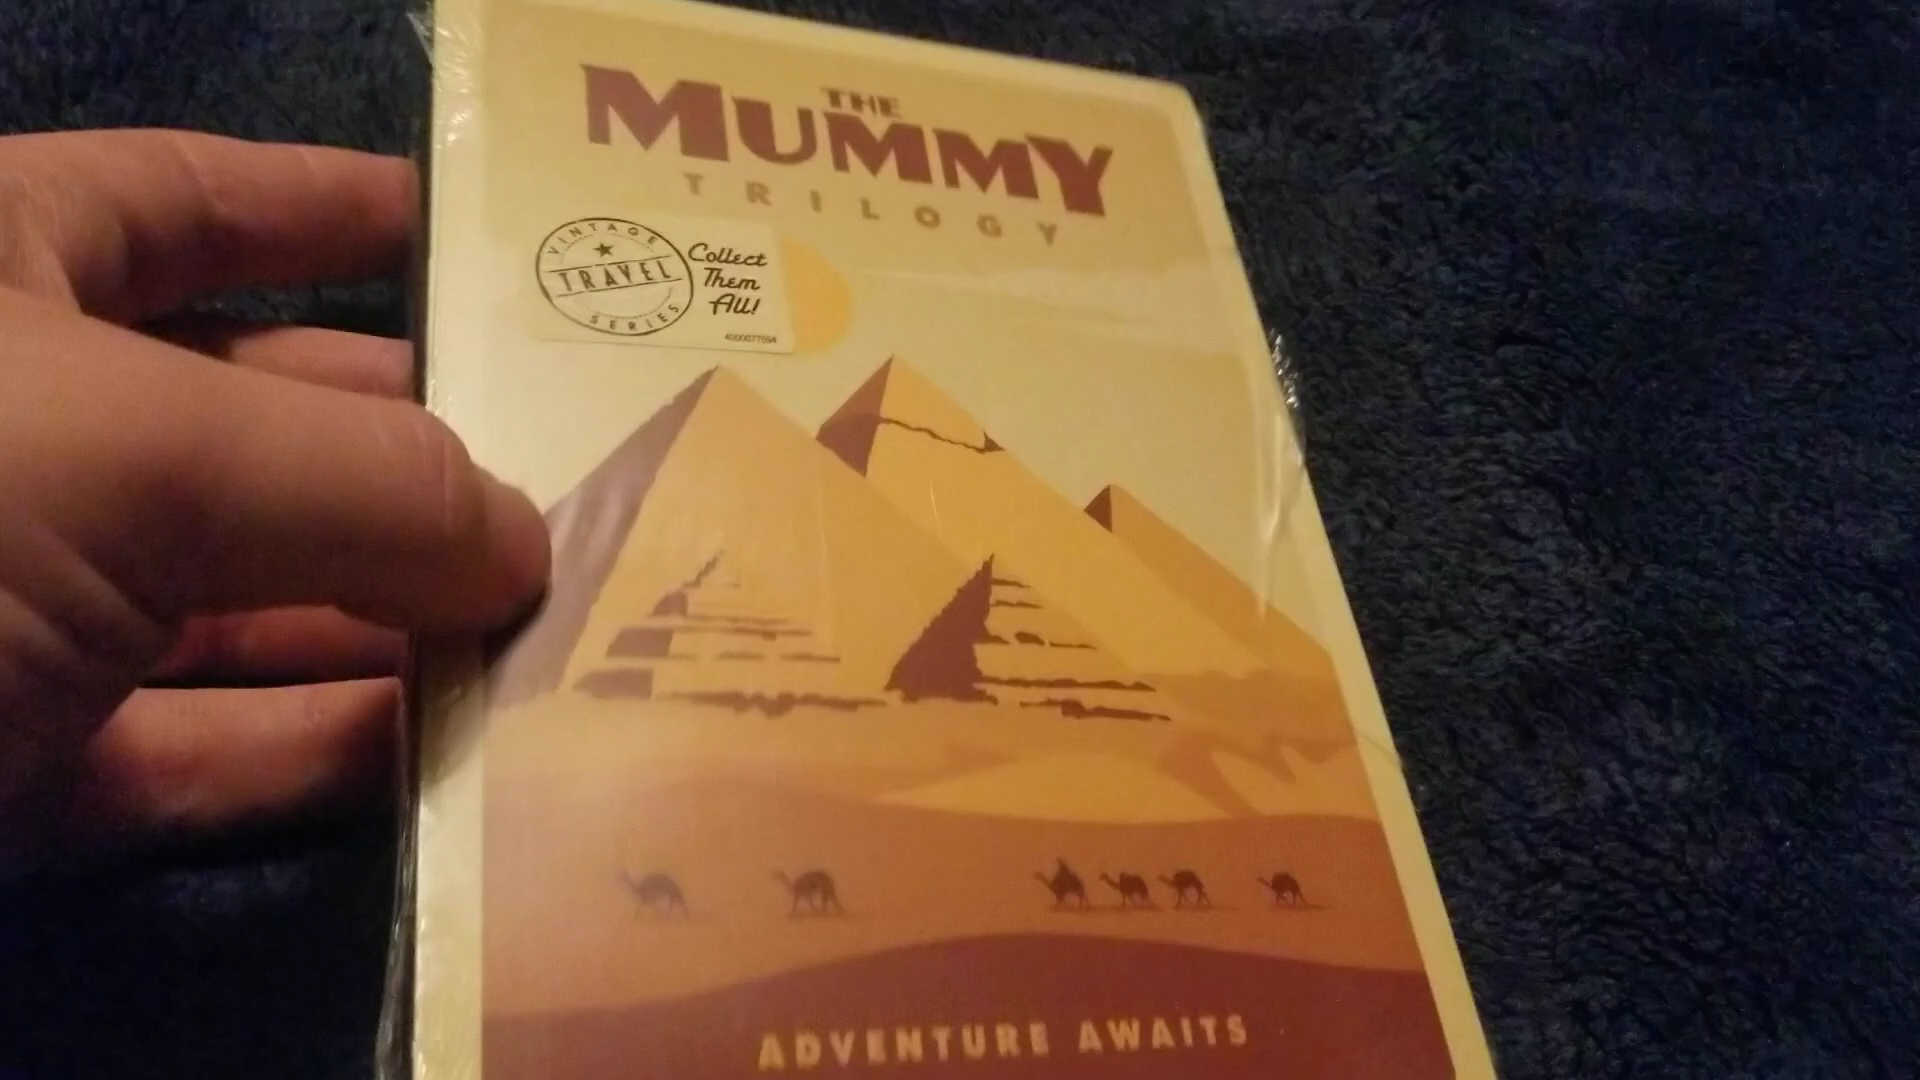 THE
MUMMY
TRILOGY
VINTAGE
TRAVEL
SERIES
Collect
Them
All!
ADVENTURE AWAITS